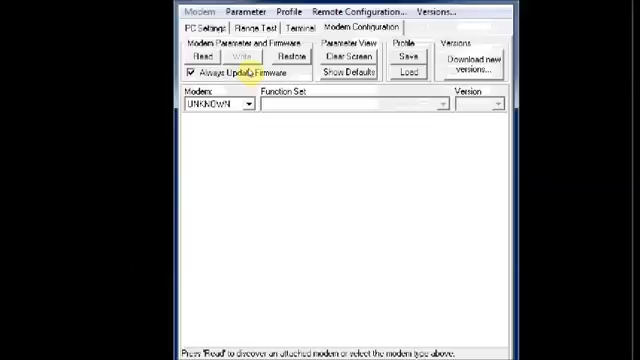 Modem Parameter Profile Remote Configuration... Versions...
PC Settings Range Test Terminal Modem Configuration
Modem Parameter and Firmware Parameter View Profile Versions
Read Write Restore Clear Screen Save Download new versions...
Always Update Firmware Show Defaults Load
Modem: Function Set Version
UNKNOWN
Press 'Read' to discover an attached modem or select the modem type above.